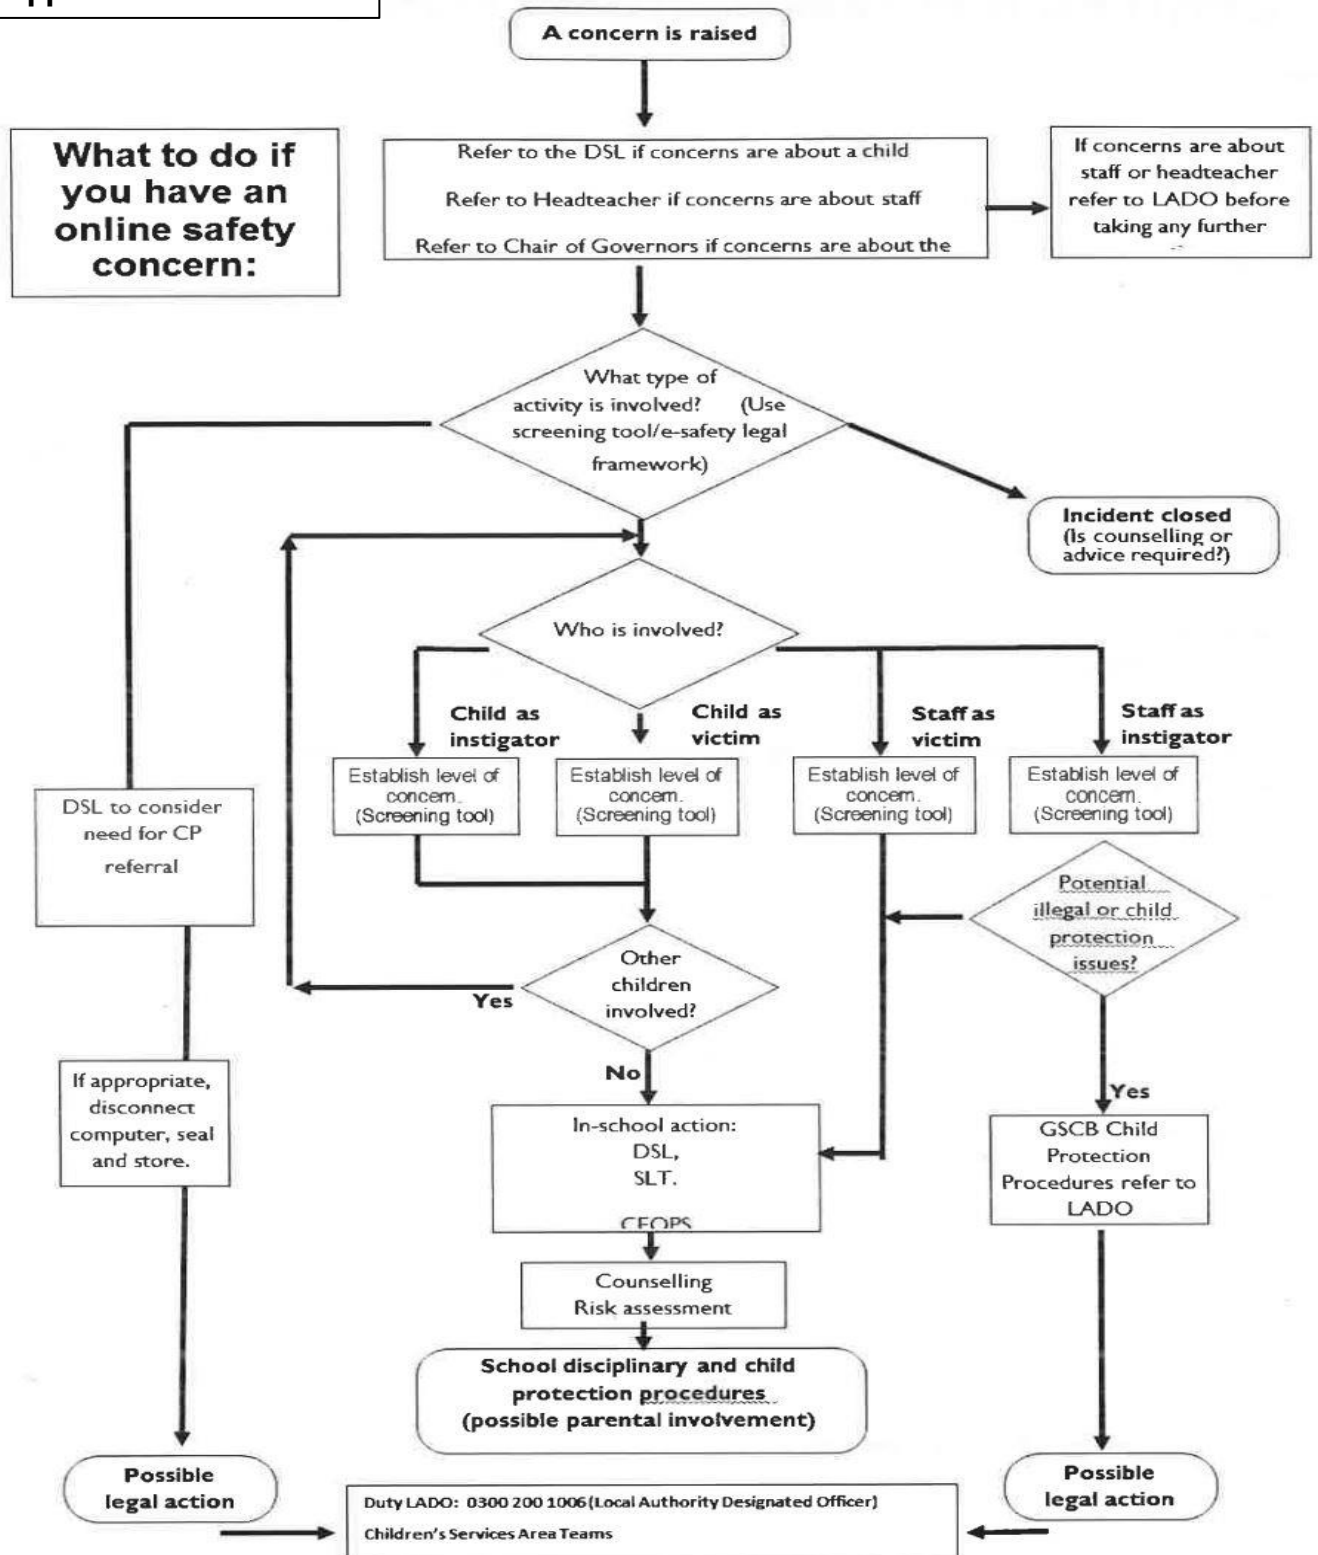 A concern is raised
What to do if
you have an
online safety
concern:
Refer to the DSL if concerns are about a child
Refer to Headteacher if concerns are about staff
Refer to Chair of Governors if concerns are about the
If concerns are about
staff or headteacher
refer to LADO before
taking any further
What type of
activity is involved? (Use
screening tool/e-safety legal
framework)
Incident closed
(Is counselling or
advice required?)
Who is involved?
Child as
instigator
Child as
victim
Staff as
victim
Staff as
instigator
Establish level of
concern.
(Screening tool)
Establish level of
concern.
(Screening tool)
Establish level of
concern.
(Screening tool)
Establish level of
concern.
(Screening tool)
DSL to consider
need for CP
referral
Potential
illegal or child
protection
issues?
Other
children
involved?
Yes
No
If appropriate,
disconnect
computer, seal
and store.
In-school action:
DSL,
SLT.
CEOPS
Yes
GSCB Child
Protection
Procedures refer to
LADO
Counselling
Risk assessment
School disciplinary and child
protection procedures
(possible parental involvement)
Possible
legal action
Possible
legal action
Duty LADO: 0300 200 1006 (Local Authority Designated Officer)
Children's Services Area Teams